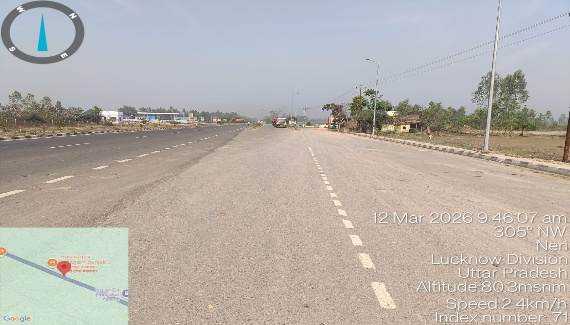 W
N
S
E
12 Mar 2026 9:46:07 am
305° NW
Neri
Lucknow Division
Uttar Pradesh
Altitude:80.3msnm
Speed:2.4km/h
Index number: 71
Google